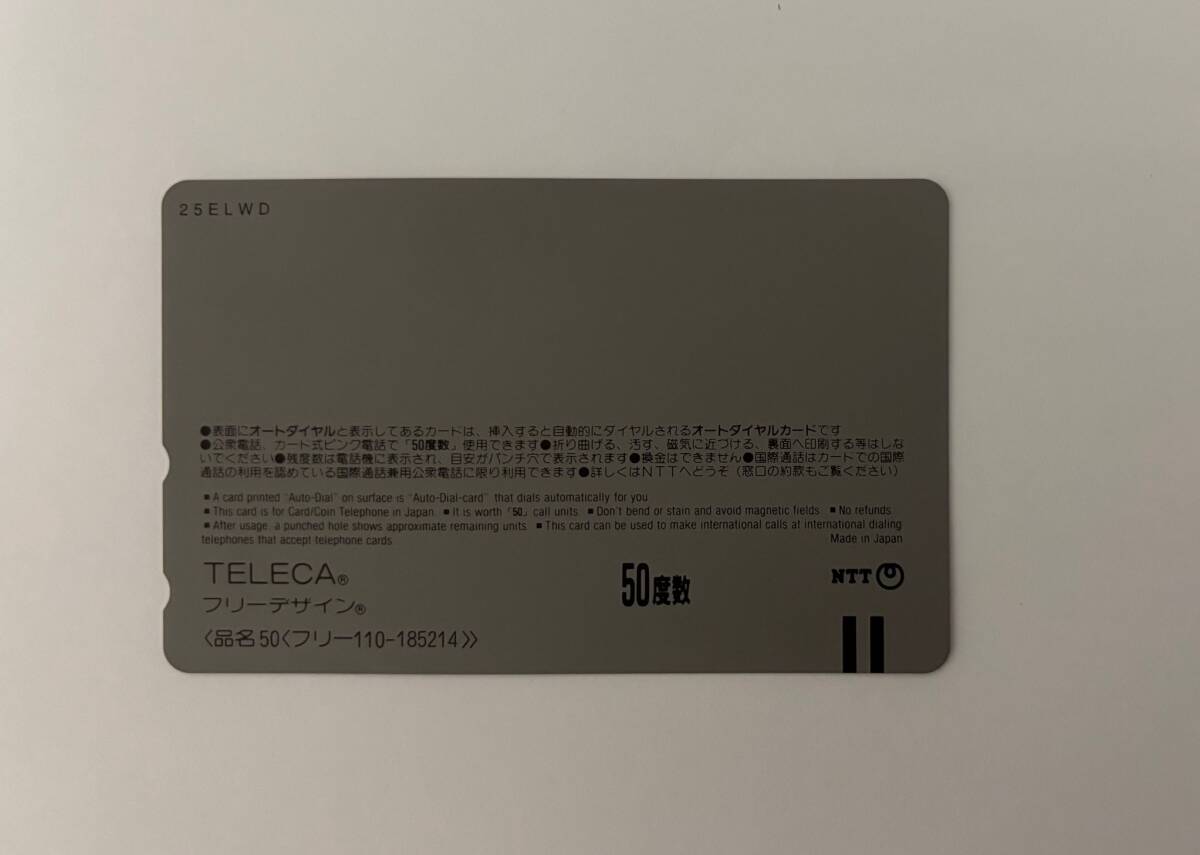 25ELWD
●表面にオートダイヤルと表示してあるカードは、挿入すると自動的にダイヤルされるオートダイヤルカードです
●公衆電話、カード式ピンク電話で「50度数」使用できます●折り曲げる、汚す、磁気に近づける、裏面へ印刷する等はしな
いでください●残度数は電話機に表示され、目安がパンチ穴で表示されます●換金はできません●国際通話はカードでの国際
通話の利用を認めている国際通話兼用公衆電話に限り利用できます●詳しくはNTTへどうぞ(窓口の約款もご覧ください)
■ A card printed "Auto-Dial" on surface is "Auto-Dial-card" that dials automatically for you
■ This card is for Card/Coin Telephone in Japan ■ It is worth「50」call units ■ Don't bend or stain and avoid magnetic fields ■ No refunds
■ After usage, a punched hole shows approximate remaining units ■ This card can be used to make international calls at international dialing
telephones that accept telephone cards Made in Japan
TELECA®
フリーデザイン®
50度数
NTT
〈品名50〈フリー110-185214〉〉